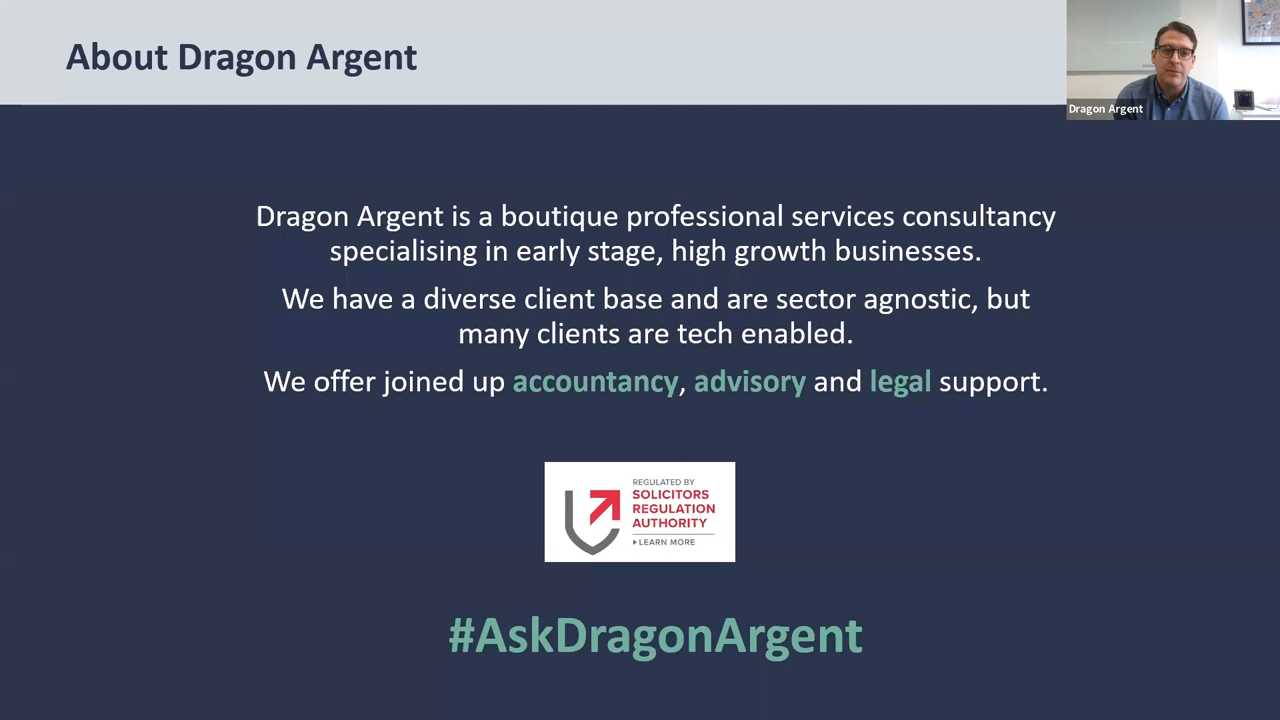 About Dragon Argent
Dragon Argent
Dragon Argent is a boutique professional services consultancy
specialising in early stage, high growth businesses.
We have a diverse client base and are sector agnostic, but
many clients are tech enabled.
We offer joined up accountancy, advisory and legal support.
REGULATED BY
SOLICITORS
REGULATION
AUTHORITY
LEARN MORE
#AskDragonArgent